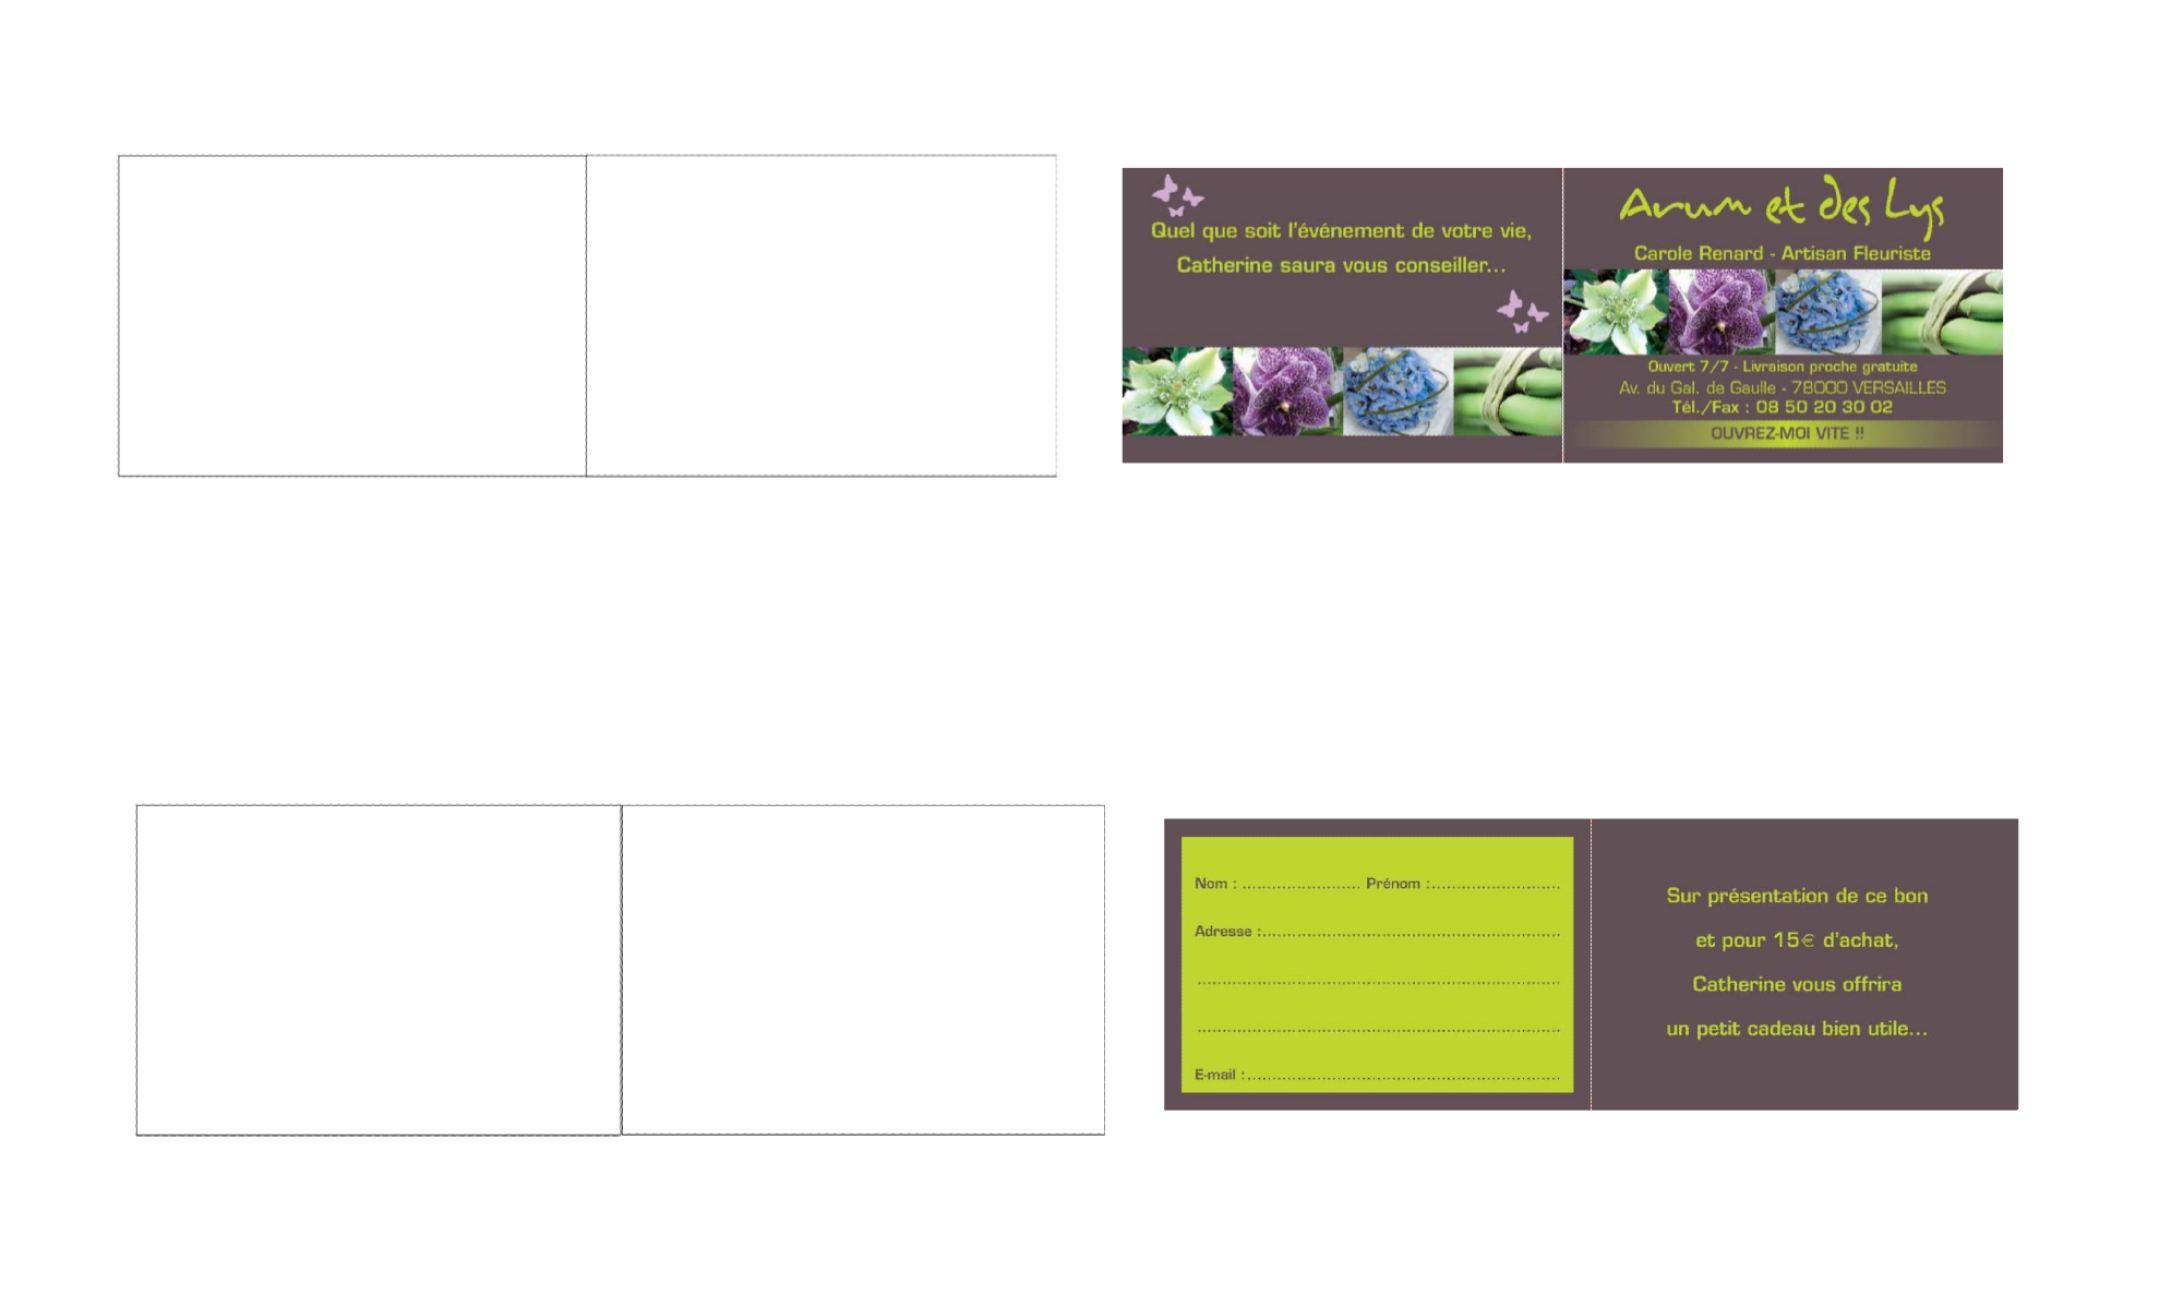 Quel que soit l'événement de votre vie,
Catherine saura vous conseiller...
Arum et des Lys
Carole Renard - Artisan Fleuriste
Ouvert 7/7 - Livraison proche gratuite
Av. du Gal. de Gaulle - 78000 VERSAILLES
Tél./Fax : 08 50 20 30 02
OUVREZ-MOI VITE !!
Nom : ........................ Prénom :..........................
Adresse :.............................................................
..........................................................................
..........................................................................
E-mail :................................................................
Sur présentation de ce bon
et pour 15€ d'achat,
Catherine vous offrira
un petit cadeau bien utile...